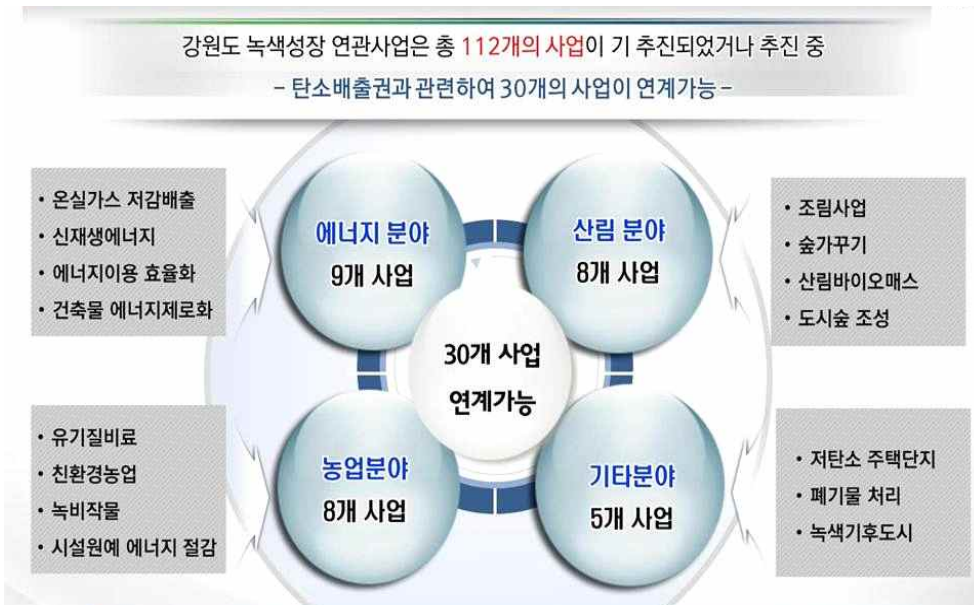 강원도 녹색성장 연관사업은 총 112개의 사업이 기 추진되었거나 추진 중
- 탄소배출권과 관련하여 30개의 사업이 연계가능 -
• 온실가스 저감배출
• 신재생에너지
• 에너지이용 효율화
• 건축물 에너지제로화
에너지 분야
9개 사업
산림 분야
8개 사업
• 조림사업
• 숲가꾸기
• 산림바이오매스
• 도시숲 조성
30개 사업
연계가능
• 유기질비료
• 친환경농업
• 녹비작물
• 시설원예 에너지 절감
농업분야
8개 사업
기타분야
5개 사업
• 저탄소 주택단지
• 폐기물 처리
• 녹색기후도시